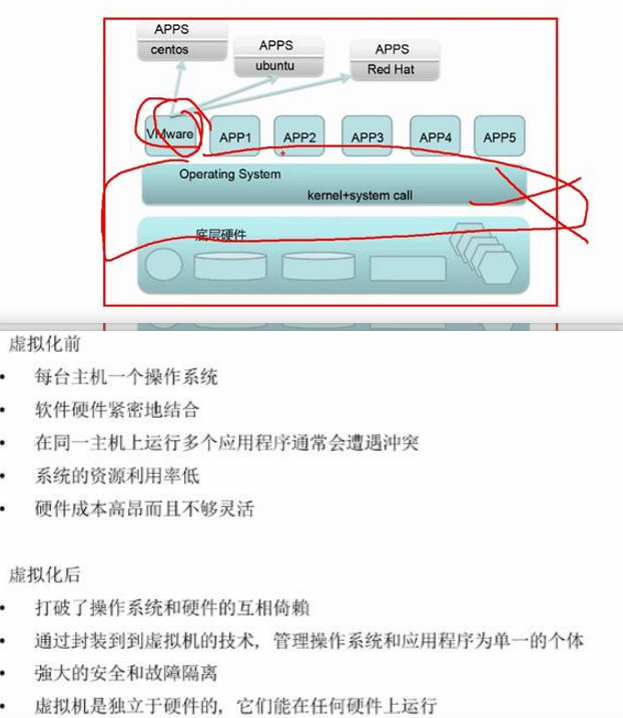 APPS
centos
APPS
ubuntu
APPS
Red Hat
VMware
APP1
APP2
APP3
APP4
APP5
Operating System
kernel+system call
底层硬件
虚拟化前
• 每台主机一个操作系统
• 软件硬件紧密地结合
• 在同一主机上运行多个应用程序通常会遭遇冲突
• 系统的资源利用率低
• 硬件成本高昂而且不够灵活
虚拟化后
• 打破了操作系统和硬件的互相倚赖
• 通过封装到到虚拟机的技术, 管理操作系统和应用程序为单一的个体
• 強大的安全和故障隔离
• 虚拟机是独立于硬件的, 它们能在任何硬件上运行